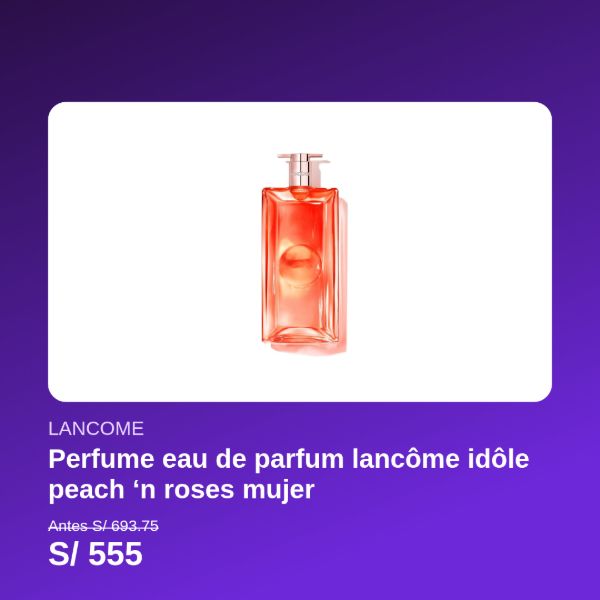 LANCOME
Perfume eau de parfum lancôme idôle
peach ‘n roses mujer
Antes S/ 693.75
S/ 555